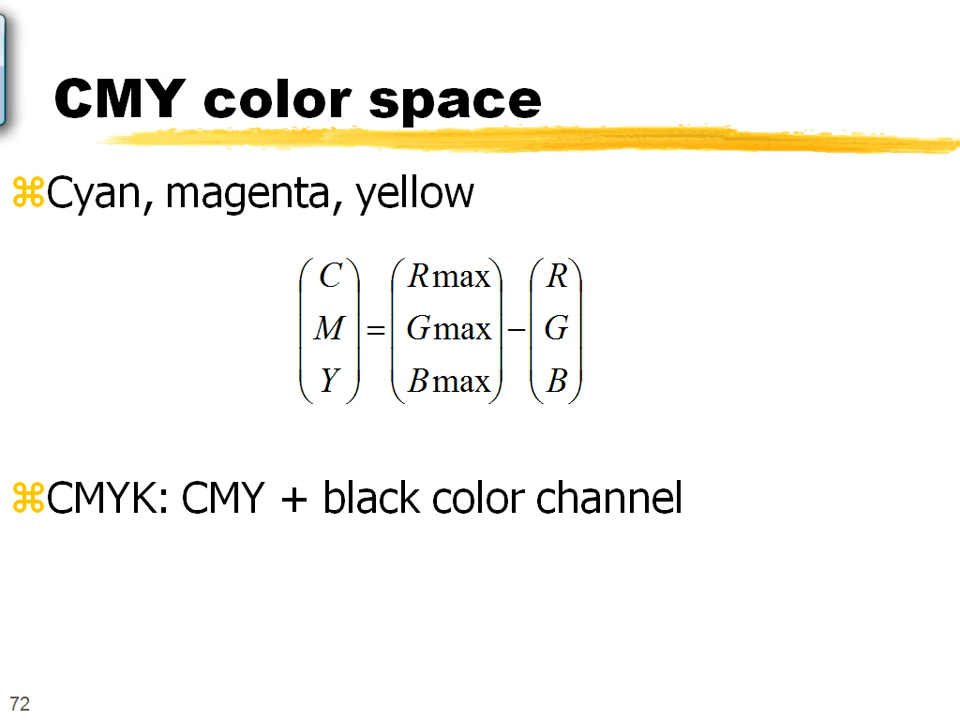 CMY color space
Cyan, magenta, yellow
C Rmax R
M = Gmax − G
Y Bmax B
CMYK: CMY + black color channel
72